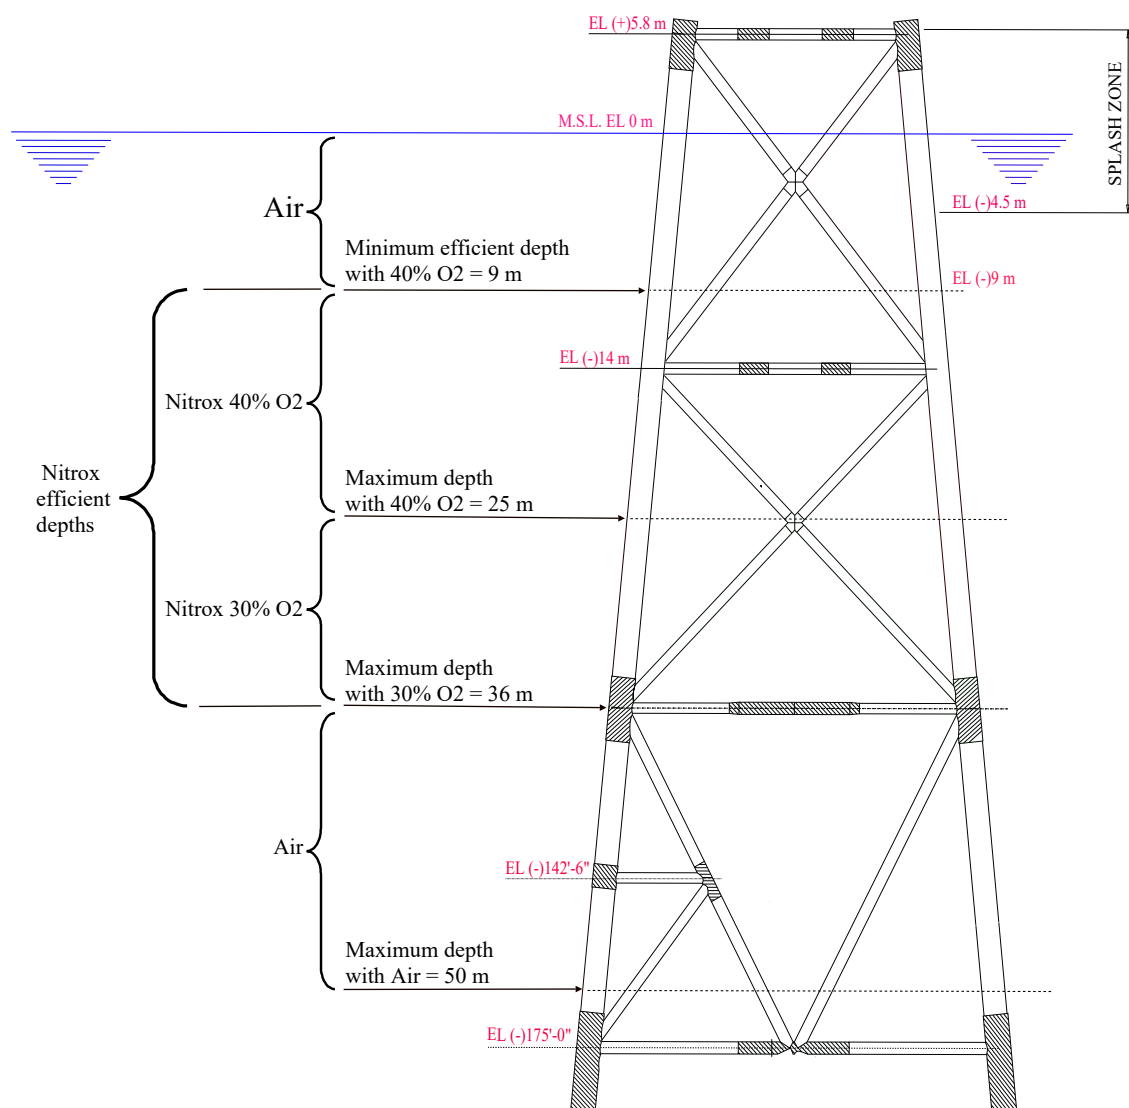 EL (+)5.8 m
SPLASH ZONE
M.S.L. EL 0 m
Air
EL (-)4.5 m
Minimum efficient depth
with 40% O2 = 9 m
EL (-)9 m
EL (-)14 m
Nitrox 40% O2
Nitrox
efficient
depths
Maximum depth
with 40% O2 = 25 m
Nitrox 30% O2
Maximum depth
with 30% O2 = 36 m
Air
EL (-)142'-6"
Maximum depth
with Air = 50 m
EL (-)175'-0"